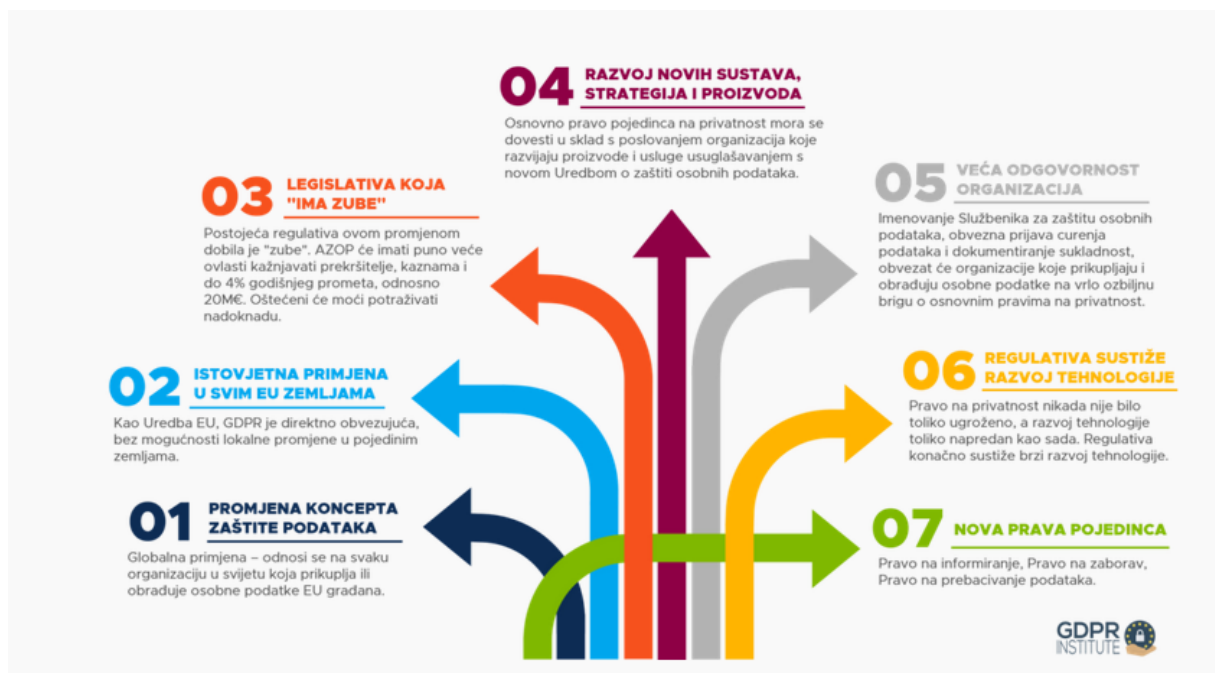 01
PROMJENA KONCEPTA
ZAŠTITE PODATAKA
Globalna primjena – odnosi se na svaku
organizaciju u svijetu koja prikuplja ili
obrađuje osobne podatke EU građana.
02
ISTOVJETNA PRIMJENA
U SVIM EU ZEMLJAMA
Kao Uredba EU, GDPR je direktno obvezujuća,
bez mogućnosti lokalne promjene u pojedinim
zemljama.
03
LEGISLATIVA KOJA
"IMA ZUBE"
Postojeća regulativa ovom promjenom
dobila je "zube". AZOP će imati puno veće
ovlasti kažnjavati prekršitelje, kaznama i
do 4% godišnjeg prometa, odnosno
20M€. Oštećeni će moći potraživati
nadoknadu.
04
RAZVOJ NOVIH SUSTAVA,
STRATEGIJA I PROIZVODA
Osnovno pravo pojedinca na privatnost mora se
dovesti u sklad s poslovanjem organizacija koje
razvijaju proizvode i usluge usuglašavanjem s
novom Uredbom o zaštiti osobnih podataka.
05
VEĆA ODGOVORNOST
ORGANIZACIJA
Imenovanje Službenika za zaštitu osobnih
podataka, obvezna prijava curenja
podataka i dokumentiranje sukladnost,
obvezat će organizacije koje prikupljaju i
obrađuju osobne podatke na vrlo ozbiljnu
brigu o osnovnim pravima na privatnost.
06
REGULATIVA SUSTIŽE
RAZVOJ TEHNOLOGIJE
Pravo na privatnost nikada nije bilo
toliko ugroženo, a razvoj tehnologije
toliko napredan kao sada. Regulativa
konačno sustiže brzi razvoj tehnologije.
07
NOVA PRAVA POJEDINCA
Pravo na informiranje, Pravo na zaborav,
Pravo na prebacivanje podataka.
GDPR
INSTITUTE